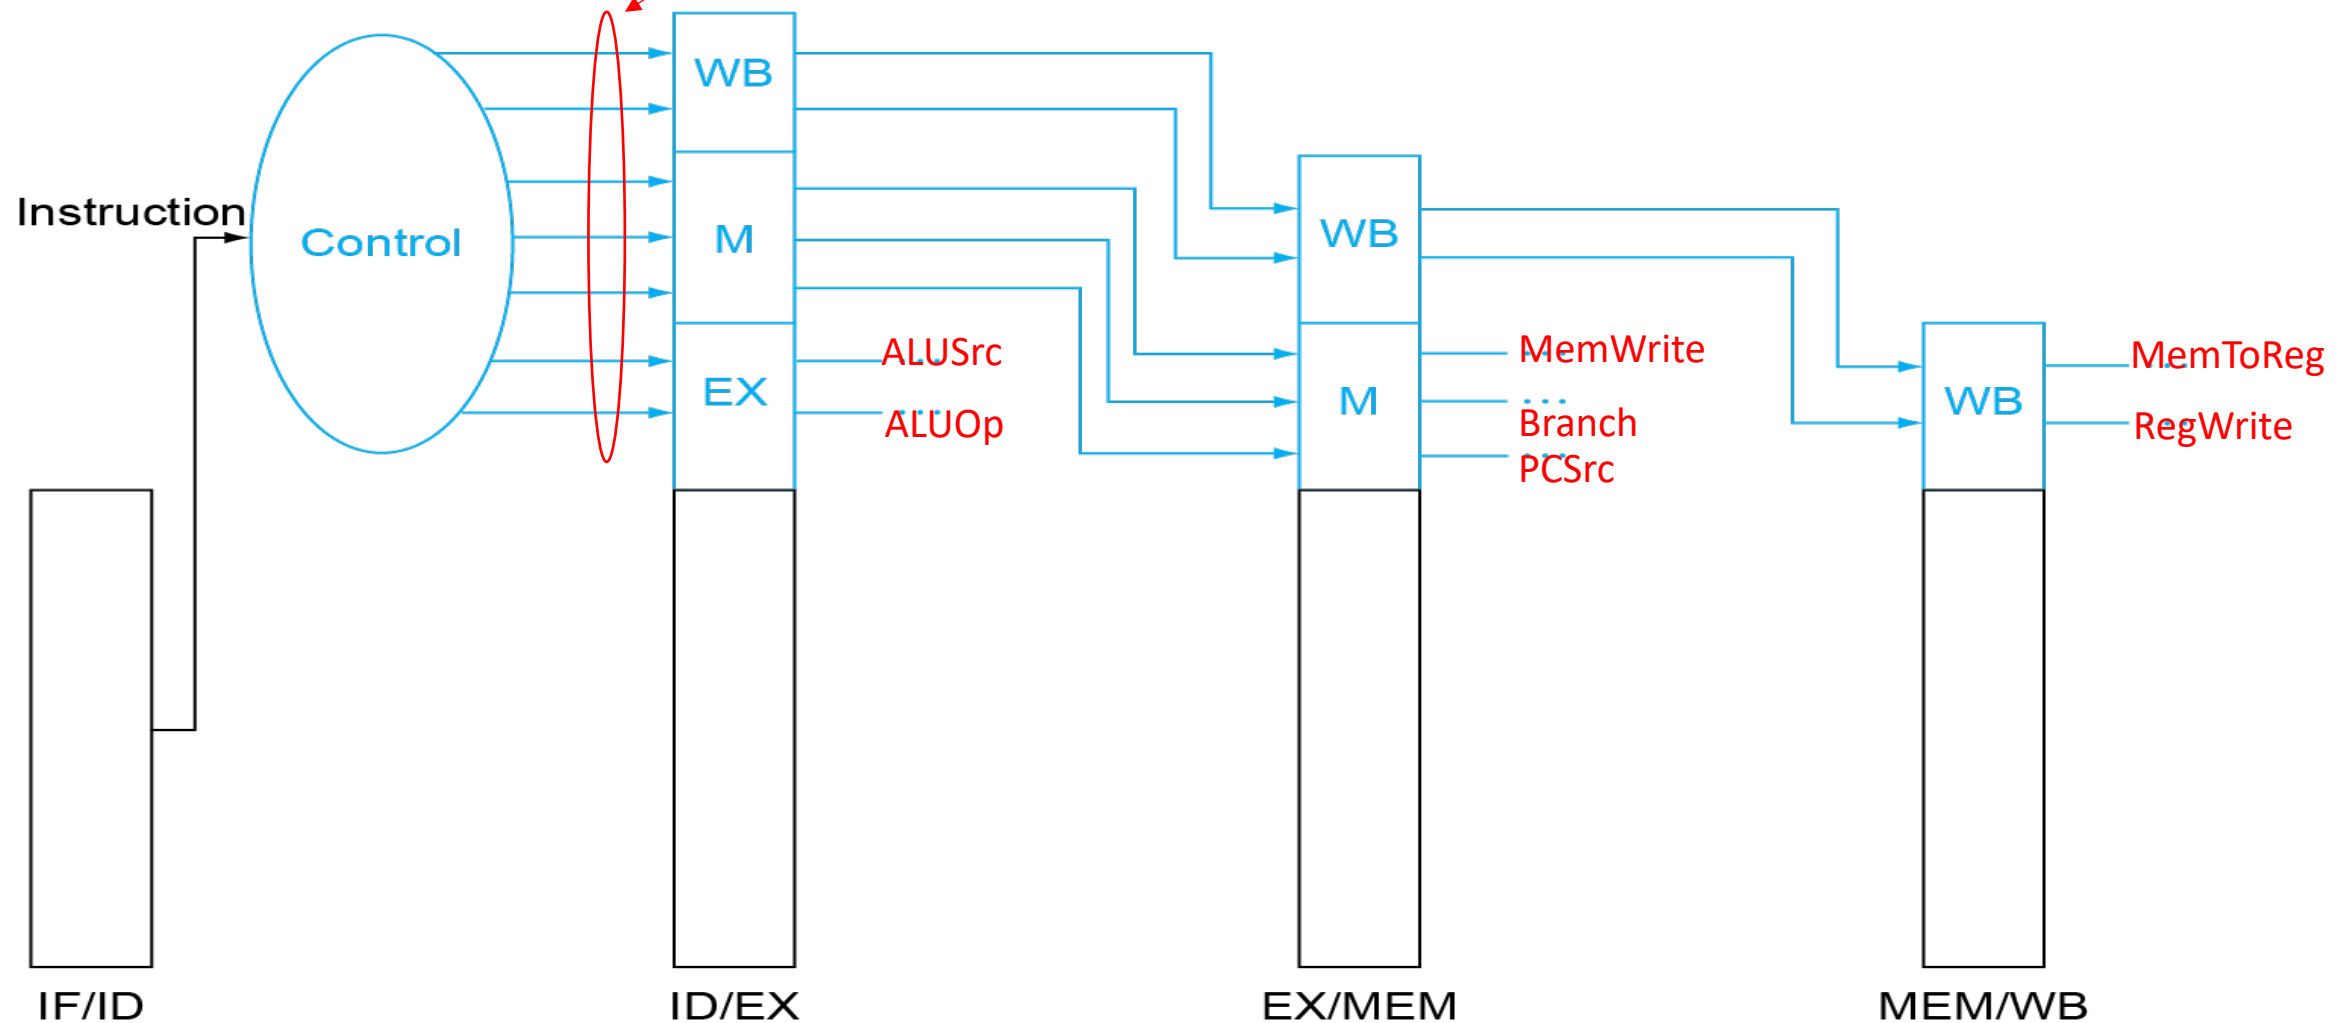 Instruction
Control
WB
M
EX
ALUSrc
ALUOp
WB
M
MemWrite
Branch
PCSrc
WB
MemToReg
RegWrite
IF/ID
ID/EX
EX/MEM
MEM/WB